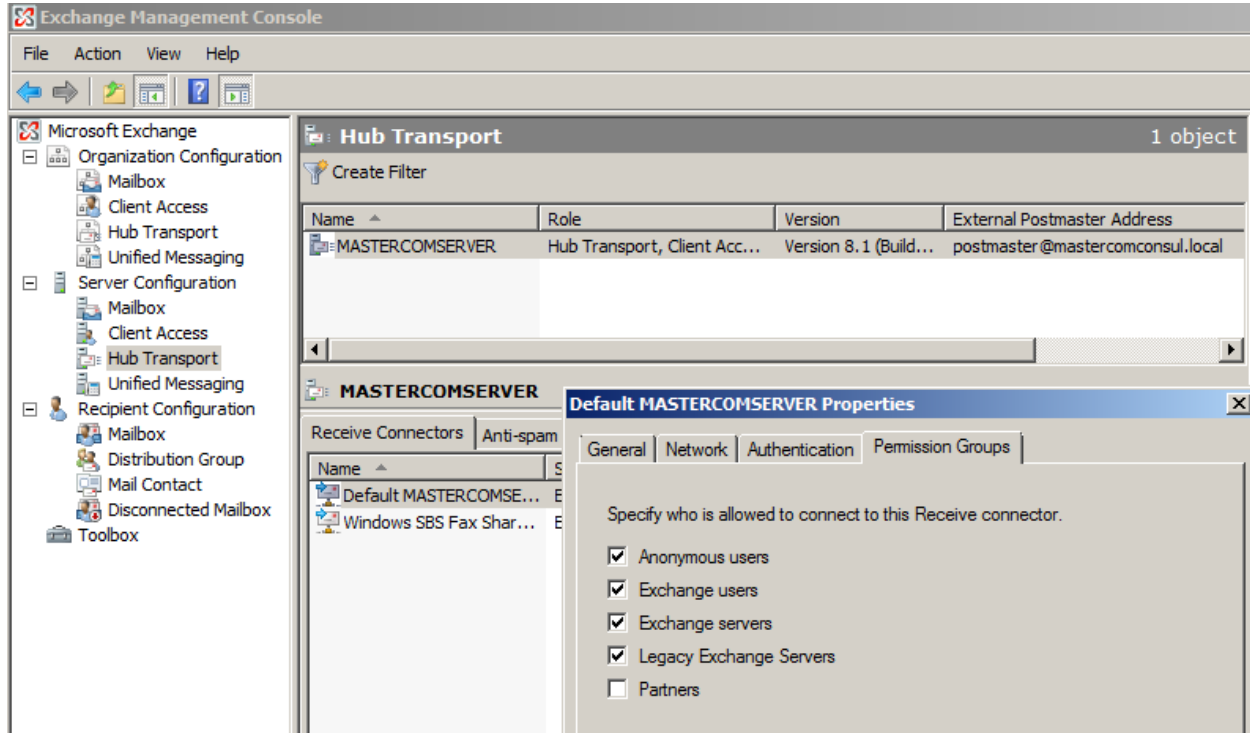 Exchange Management Console
File Action View Help
Microsoft Exchange
Organization Configuration
Mailbox
Client Access
Hub Transport
Unified Messaging
Server Configuration
Mailbox
Client Access
Hub Transport
Unified Messaging
Recipient Configuration
Mailbox
Distribution Group
Mail Contact
Disconnected Mailbox
Toolbox
Hub Transport 1 object
Create Filter
Name Role Version External Postmaster Address
MASTERCOMSERVER Hub Transport, Client Acc... Version 8.1 (Build... postmaster@mastercomconsul.local
MASTERCOMSERVER
Receive Connectors Anti-spam
Name S
Default MASTERCOMSE... E
Windows SBS Fax Shar... E
Default MASTERCOMSERVER Properties
General Network Authentication Permission Groups
Specify who is allowed to connect to this Receive connector.
Anonymous users
Exchange users
Exchange servers
Legacy Exchange Servers
Partners